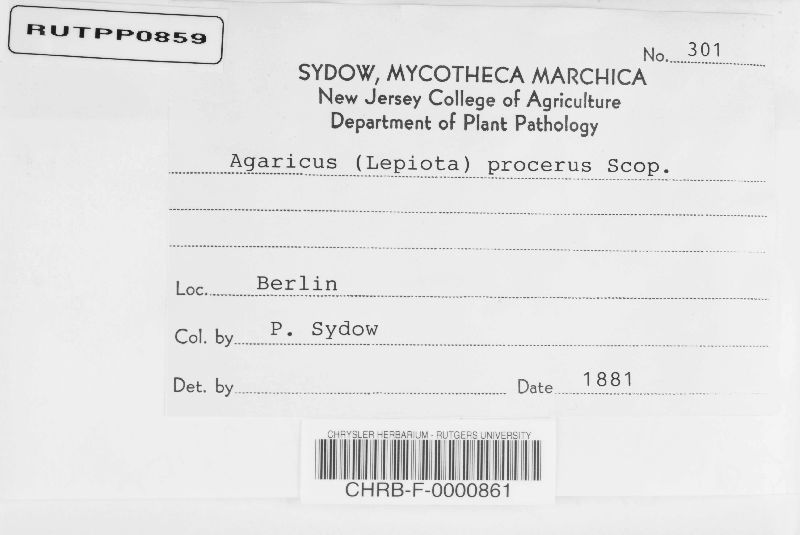 RUTPP0859
No. 301
SYDOW, MYCOTHECA MARCHICA
New Jersey College of Agriculture
Department of Plant Pathology
Agaricus (Lepiota) procerus Scop.
Loc. Berlin
Col. by P. Sydow
Det. by Date 1881
CHRYSLER HERBARIUM - RUTGERS UNIVERSITY
CHRB-F-0000861